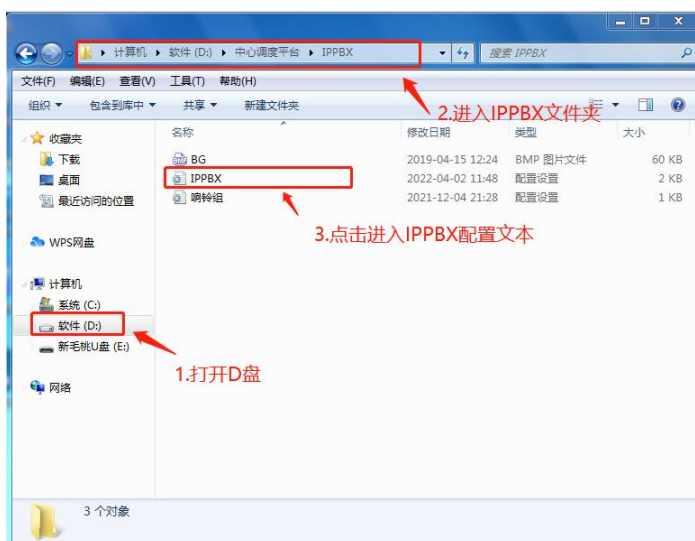 计算机 ▸ 软件 (D:) ▸ 中心调度平台 ▸ IPPBX
搜索 IPPBX
文件(F) 编辑(E) 查看(V) 工具(T) 帮助(H)
组织 包含到库中 共享 新建文件夹
2.进入IPPBX文件夹
收藏夹
下载
桌面
最近访问的位置
WPS网盘
计算机
系统 (C:)
软件 (D:)
新毛桃U盘 (E:)
网络
名称 修改日期 类型 大小
BG 2019-04-15 12:24 BMP 图片文件 60 KB
IPPBX 2022-04-02 11:48 配置设置 2 KB
响铃组 2021-12-04 21:28 配置设置 1 KB
3.点击进入IPPBX配置文本
1.打开D盘
3 个对象